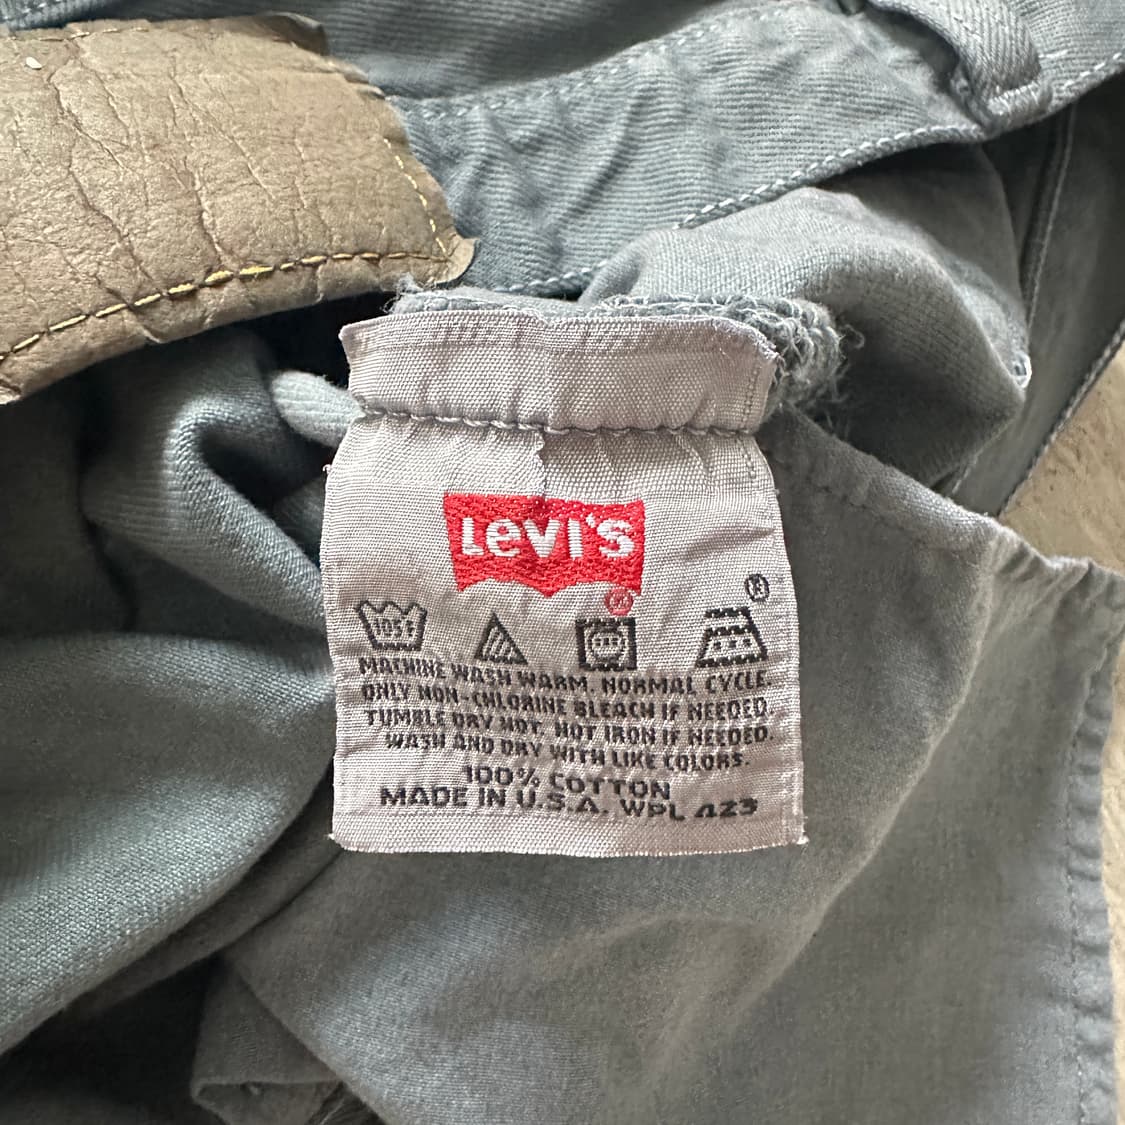 Levi's
®
®
105°
MACHINE WASH WARM. NORMAL CYCLE.
ONLY NON-CHLORINE BLEACH IF NEEDED.
TUMBLE DRY HOT. HOT IRON IF NEEDED.
WASH AND DRY WITH LIKE COLORS.
100% COTTON
MADE IN U.S.A. WPL 423